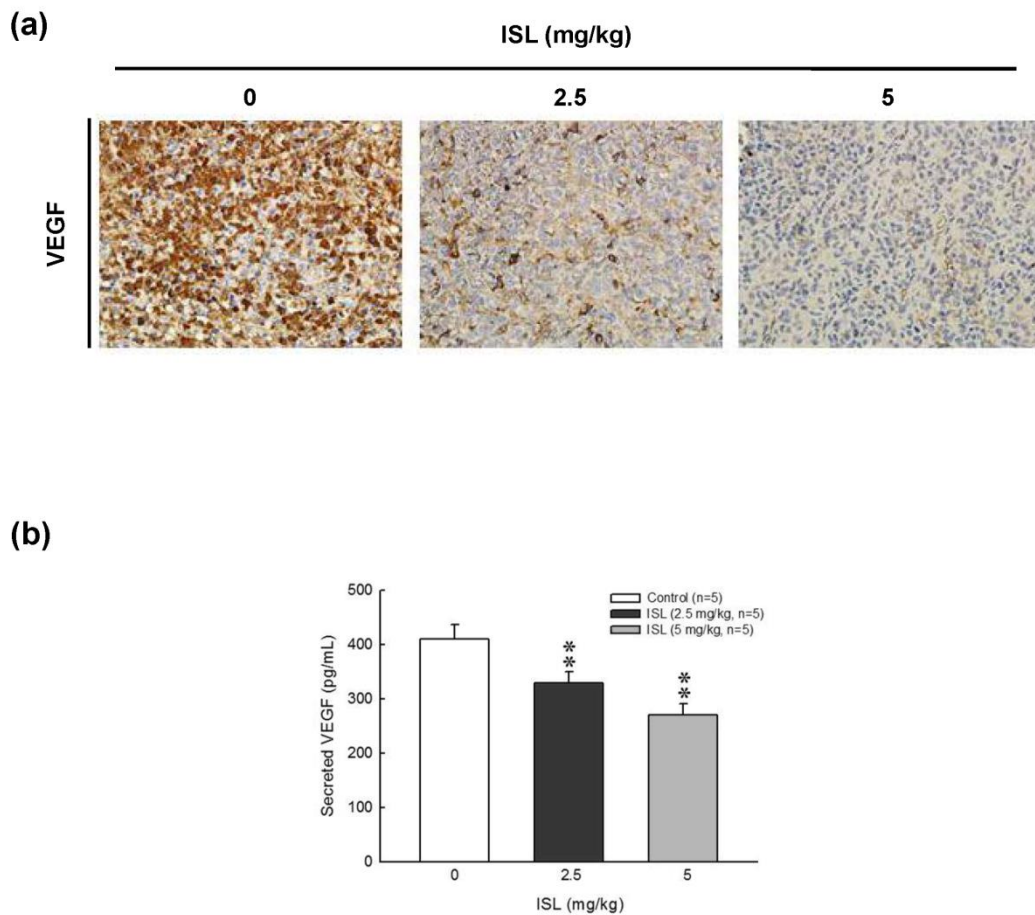 (a)
ISL (mg/kg)
0 2.5 5
VEGF
(b)
500
400
300
200
100
0
Secreted VEGF (pg/mL)
Control (n=5)
ISL (2.5 mg/kg, n=5)
ISL (5 mg/kg, n=5)
**
**
0 2.5 5
ISL (mg/kg)